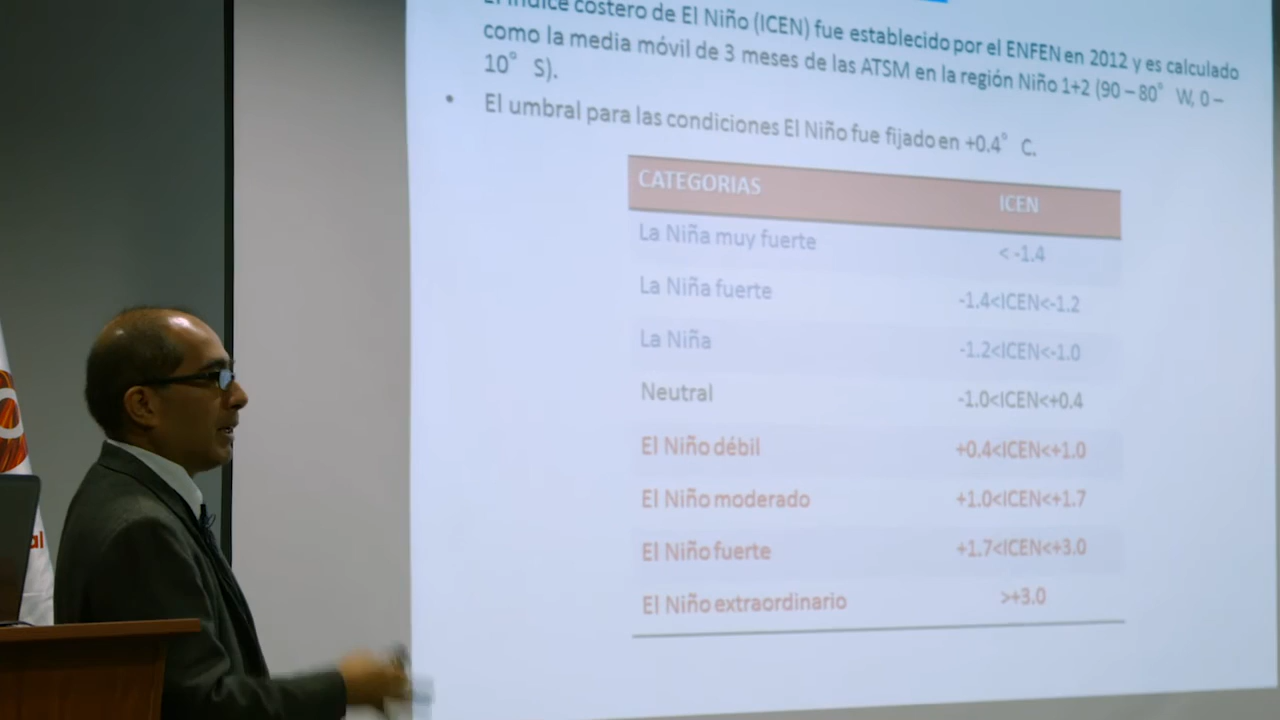 El índice costero de El Niño (ICEN) fue establecido por el ENFEN en 2012 y es calculado
como la media móvil de 3 meses de las ATSM en la región Niño 1+2 (90 – 80° W, 0 –
10° S).
• El umbral para las condiciones El Niño fue fijado en +0.4° C.
CATEGORIAS ICEN
La Niña muy fuerte < -1.4
La Niña fuerte -1.4<ICEN<-1.2
La Niña -1.2<ICEN<-1.0
Neutral -1.0<ICEN<+0.4
El Niño débil +0.4<ICEN<+1.0
El Niño moderado +1.0<ICEN<+1.7
El Niño fuerte +1.7<ICEN<+3.0
El Niño extraordinario >+3.0
al